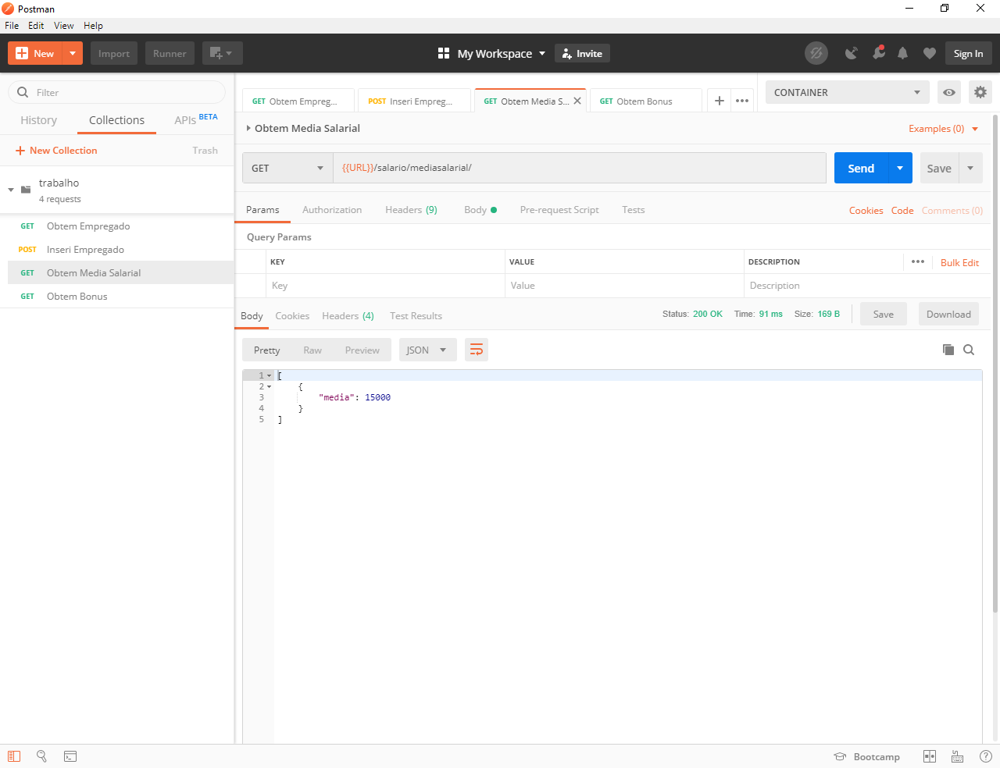 Postman
File Edit View Help
New Import Runner My Workspace Invite Sign In
Filter
History Collections APIs BETA
New Collection Trash
trabalho
4 requests
GET Obtem Empregado
POST Inseri Empregado
GET Obtem Media Salarial
GET Obtem Bonus
GET Obtem Empreg... POST Inseri Empreg... GET Obtem Media S... GET Obtem Bonus CONTAINER
Obtem Media Salarial Examples (0)
GET {{URL}}/salario/mediasalarial/ Send Save
Params Authorization Headers (9) Body Pre-request Script Tests Cookies Code Comments (0)
Query Params
KEY VALUE DESCRIPTION Bulk Edit
Key Value Description
Body Cookies Headers (4) Test Results Status: 200 OK Time: 91 ms Size: 169 B Save Download
Pretty Raw Preview JSON
1 [
2 {
3 "media": 15000
4 }
5 ]
Bootcamp